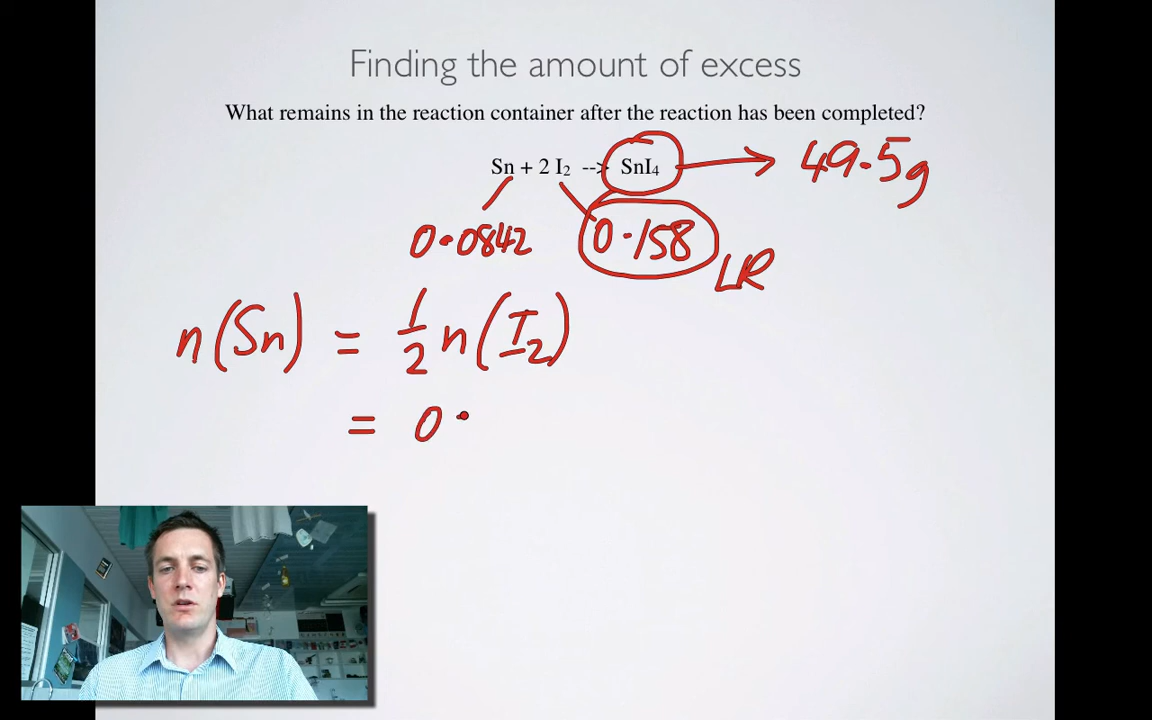 Finding the amount of excess
What remains in the reaction container after the reaction has been completed?
Sn + 2 I₂ --> SnI₄ → 49.5g
0.0842 0.158 LR
n(Sn) = 1/2 n(I₂)
= 0.